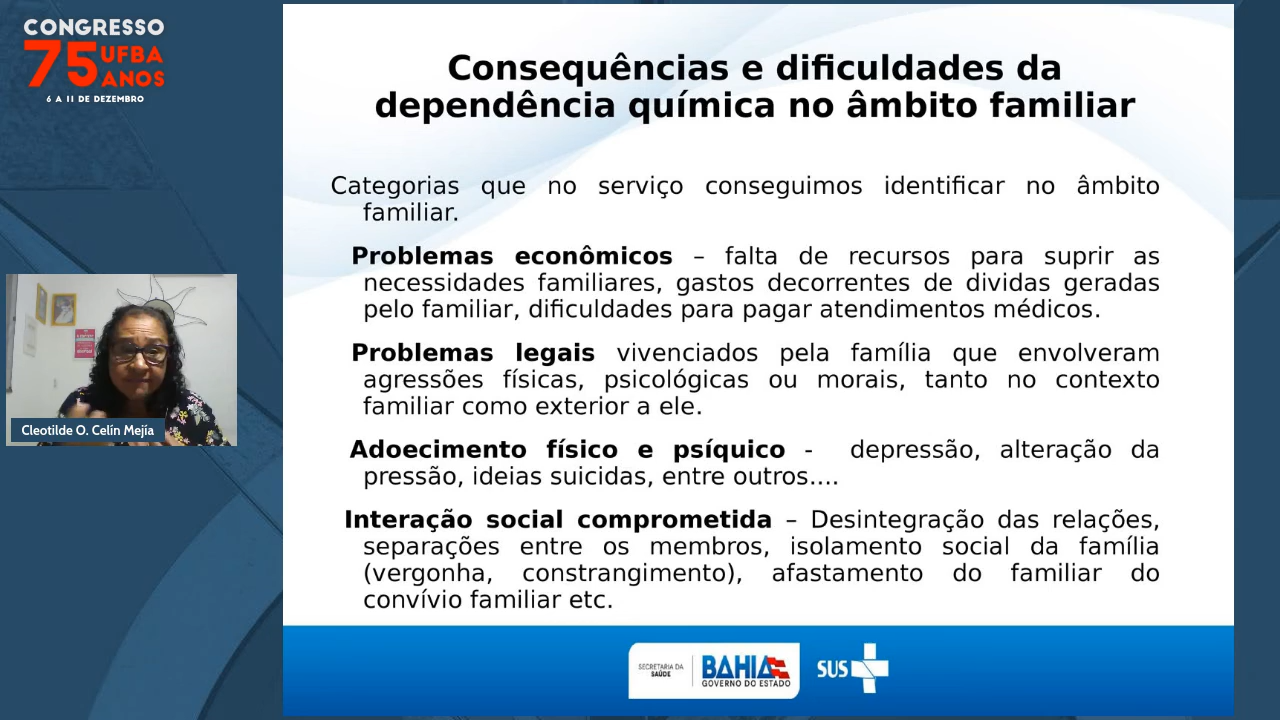 CONGRESSO
75 UFBA
ANOS
6 A 11 DE DEZEMBRO
Consequências e dificuldades da
dependência química no âmbito familiar
Categorias que no serviço conseguimos identificar no âmbito
familiar.
Problemas econômicos – falta de recursos para suprir as
necessidades familiares, gastos decorrentes de dividas geradas
pelo familiar, dificuldades para pagar atendimentos médicos.
Problemas legais vivenciados pela família que envolveram
agressões físicas, psicológicas ou morais, tanto no contexto
familiar como exterior a ele.
Adoecimento físico e psíquico - depressão, alteração da
pressão, ideias suicidas, entre outros....
Interação social comprometida – Desintegração das relações,
separações entre os membros, isolamento social da família
(vergonha, constrangimento), afastamento do familiar do
convívio familiar etc.
Cleotilde O. Celín Mejía
SECRETARIA DA
SAÚDE
BAHIA
GOVERNO DO ESTADO
SUS